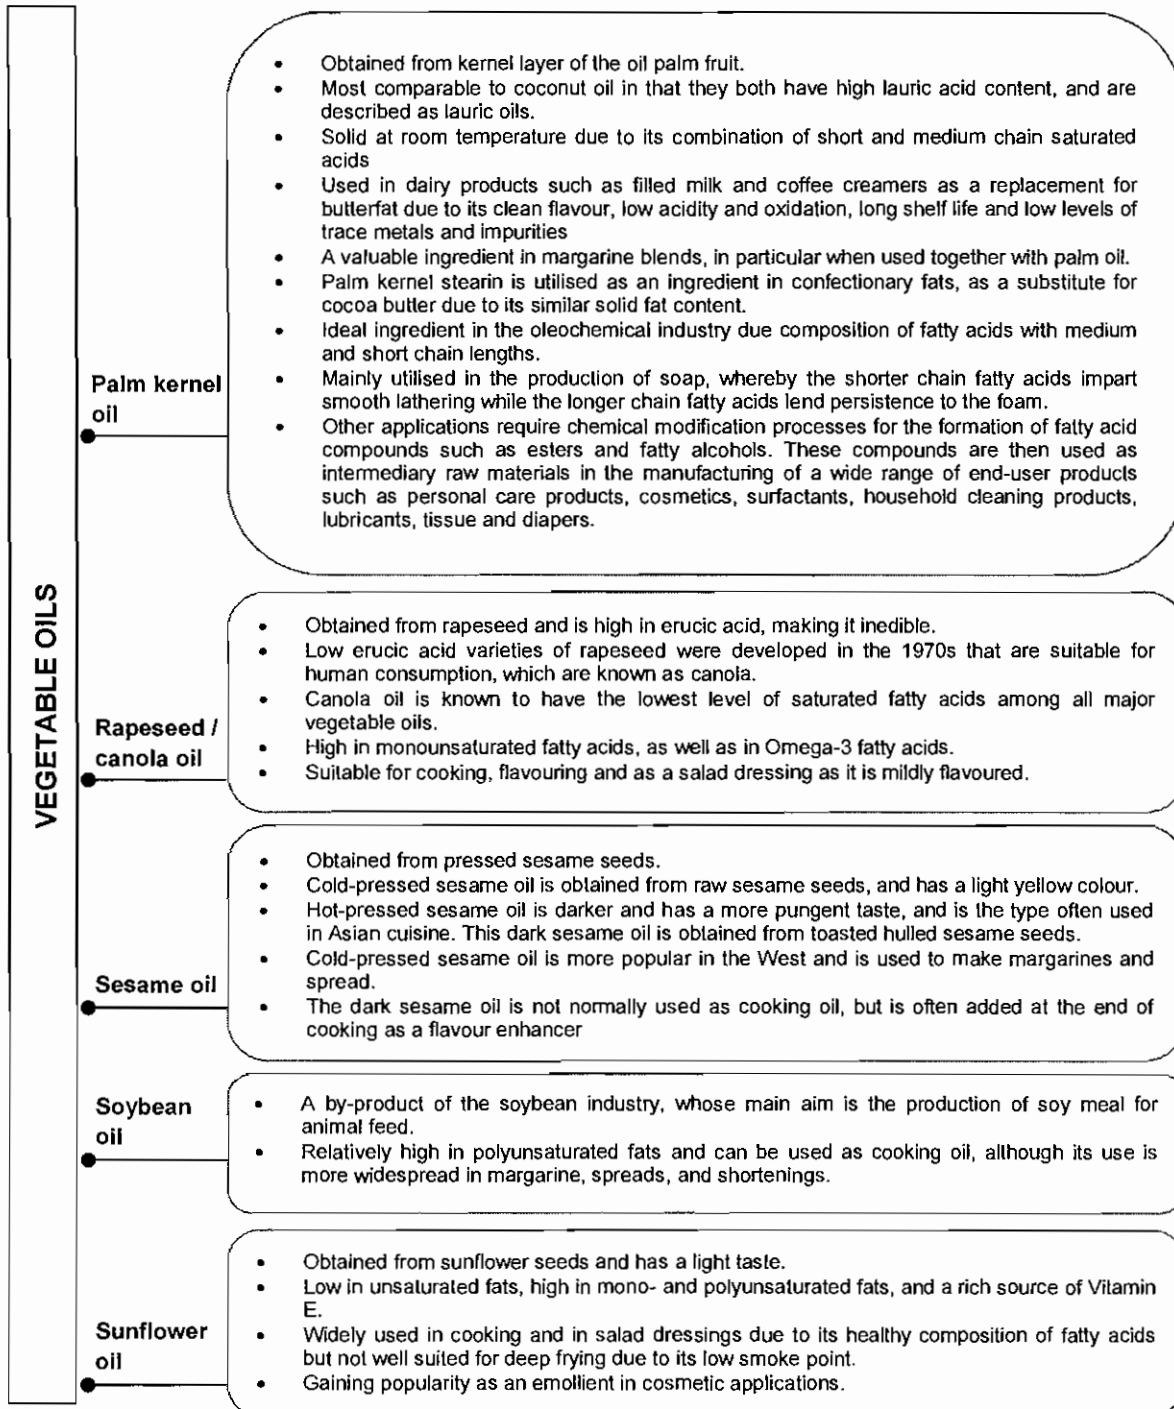 VEGETABLE OILS
Palm kernel
oil
• Obtained from kernel layer of the oil palm fruit.
• Most comparable to coconut oil in that they both have high lauric acid content, and are
described as lauric oils.
• Solid at room temperature due to its combination of short and medium chain saturated
acids
• Used in dairy products such as filled milk and coffee creamers as a replacement for
butterfat due to its clean flavour, low acidity and oxidation, long shelf life and low levels of
trace metals and impurities
• A valuable ingredient in margarine blends, in particular when used together with palm oil.
• Palm kernel stearin is utilised as an ingredient in confectionary fats, as a substitute for
cocoa butter due to its similar solid fat content.
• Ideal ingredient in the oleochemical industry due composition of fatty acids with medium
and short chain lengths.
• Mainly utilised in the production of soap, whereby the shorter chain fatty acids impart
smooth lathering while the longer chain fatty acids lend persistence to the foam.
• Other applications require chemical modification processes for the formation of fatty acid
compounds such as esters and fatty alcohols. These compounds are then used as
intermediary raw materials in the manufacturing of a wide range of end-user products
such as personal care products, cosmetics, surfactants, household cleaning products,
lubricants, tissue and diapers.
Rapeseed /
canola oil
• Obtained from rapeseed and is high in erucic acid, making it inedible.
• Low erucic acid varieties of rapeseed were developed in the 1970s that are suitable for
human consumption, which are known as canola.
• Canola oil is known to have the lowest level of saturated fatty acids among all major
vegetable oils.
• High in monounsaturated fatty acids, as well as in Omega-3 fatty acids.
• Suitable for cooking, flavouring and as a salad dressing as it is mildly flavoured.
Sesame oil
• Obtained from pressed sesame seeds.
• Cold-pressed sesame oil is obtained from raw sesame seeds, and has a light yellow colour.
• Hot-pressed sesame oil is darker and has a more pungent taste, and is the type often used
in Asian cuisine. This dark sesame oil is obtained from toasted hulled sesame seeds.
• Cold-pressed sesame oil is more popular in the West and is used to make margarines and
spread.
• The dark sesame oil is not normally used as cooking oil, but is often added at the end of
cooking as a flavour enhancer
Soybean
oil
• A by-product of the soybean industry, whose main aim is the production of soy meal for
animal feed.
• Relatively high in polyunsaturated fats and can be used as cooking oil, although its use is
more widespread in margarine, spreads, and shortenings.
Sunflower
oil
• Obtained from sunflower seeds and has a light taste.
• Low in unsaturated fats, high in mono- and polyunsaturated fats, and a rich source of Vitamin
E.
• Widely used in cooking and in salad dressings due to its healthy composition of fatty acids
but not well suited for deep frying due to its low smoke point.
• Gaining popularity as an emollient in cosmetic applications.